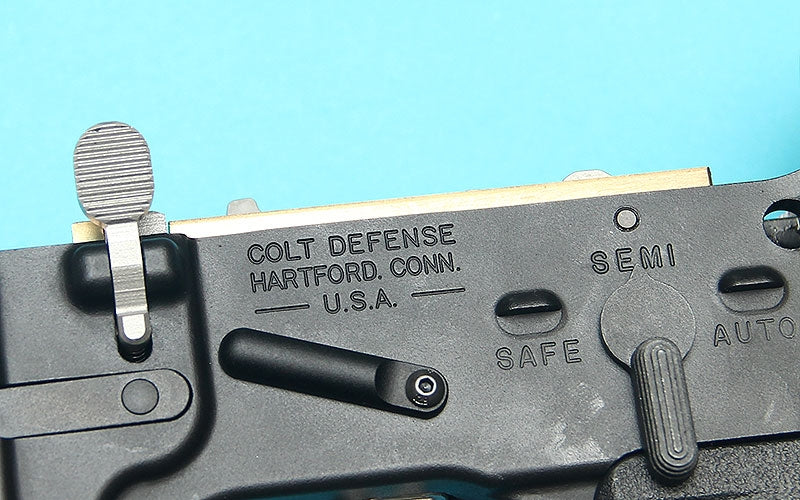 COLT DEFENSE
HARTFORD. CONN.
U.S.A.
SEMI
SAFE
AUTO